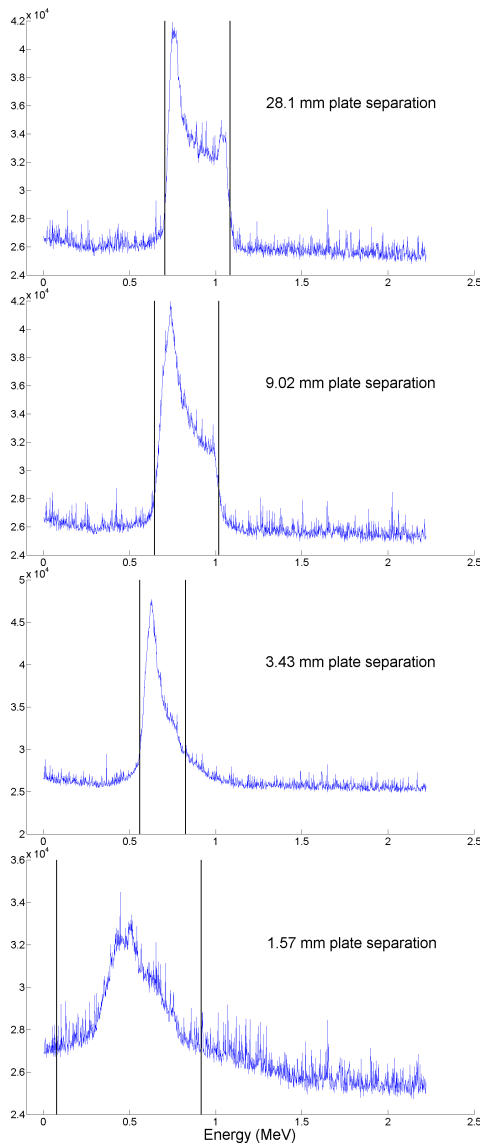 x 10^4
4.2
4
3.8
3.6
3.4
3.2
3
2.8
2.6
2.4
28.1 mm plate separation
0 0.5 1 1.5 2 2.5
x 10^4
4.2
4
3.8
3.6
3.4
3.2
3
2.8
2.6
2.4
9.02 mm plate separation
0 0.5 1 1.5 2 2.5
x 10^4
5
4.5
4
3.5
3
2.5
2
3.43 mm plate separation
0 0.5 1 1.5 2 2.5
x 10^4
3.6
3.4
3.2
3
2.8
2.6
2.4
1.57 mm plate separation
0 0.5 1 1.5 2 2.5
Energy (MeV)